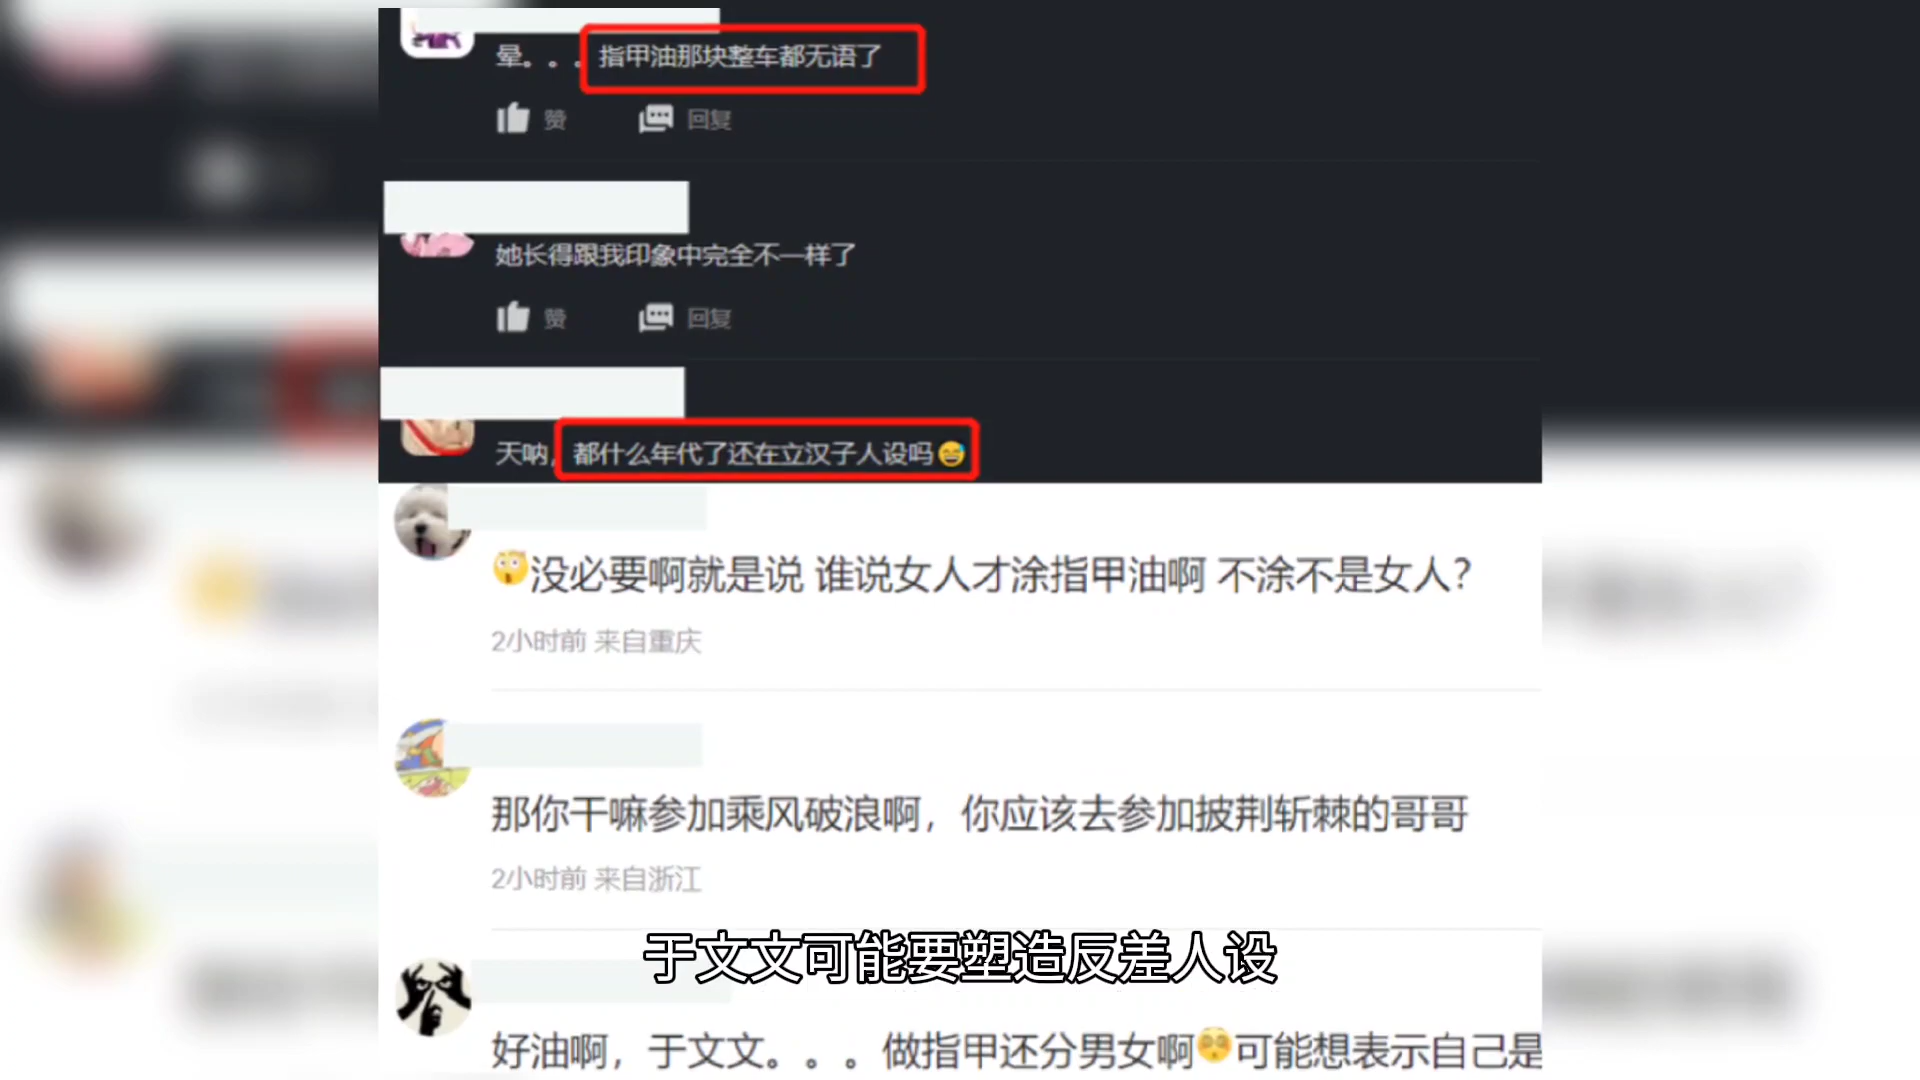 晕。。。指甲油那块整车都无语了
赞 回复
她长得跟我印象中完全不一样了
赞 回复
天呐，都什么年代了还在立汉子人设吗😅
😲没必要啊就是说 谁说女人才涂指甲油啊 不涂不是女人？
2小时前 来自重庆
那你干嘛参加乘风破浪啊，你应该去参加披荆斩棘的哥哥
2小时前 来自浙江
于文文可能要塑造反差人设
好油啊，于文文。。。做指甲还分男女啊😳可能想表示自己是